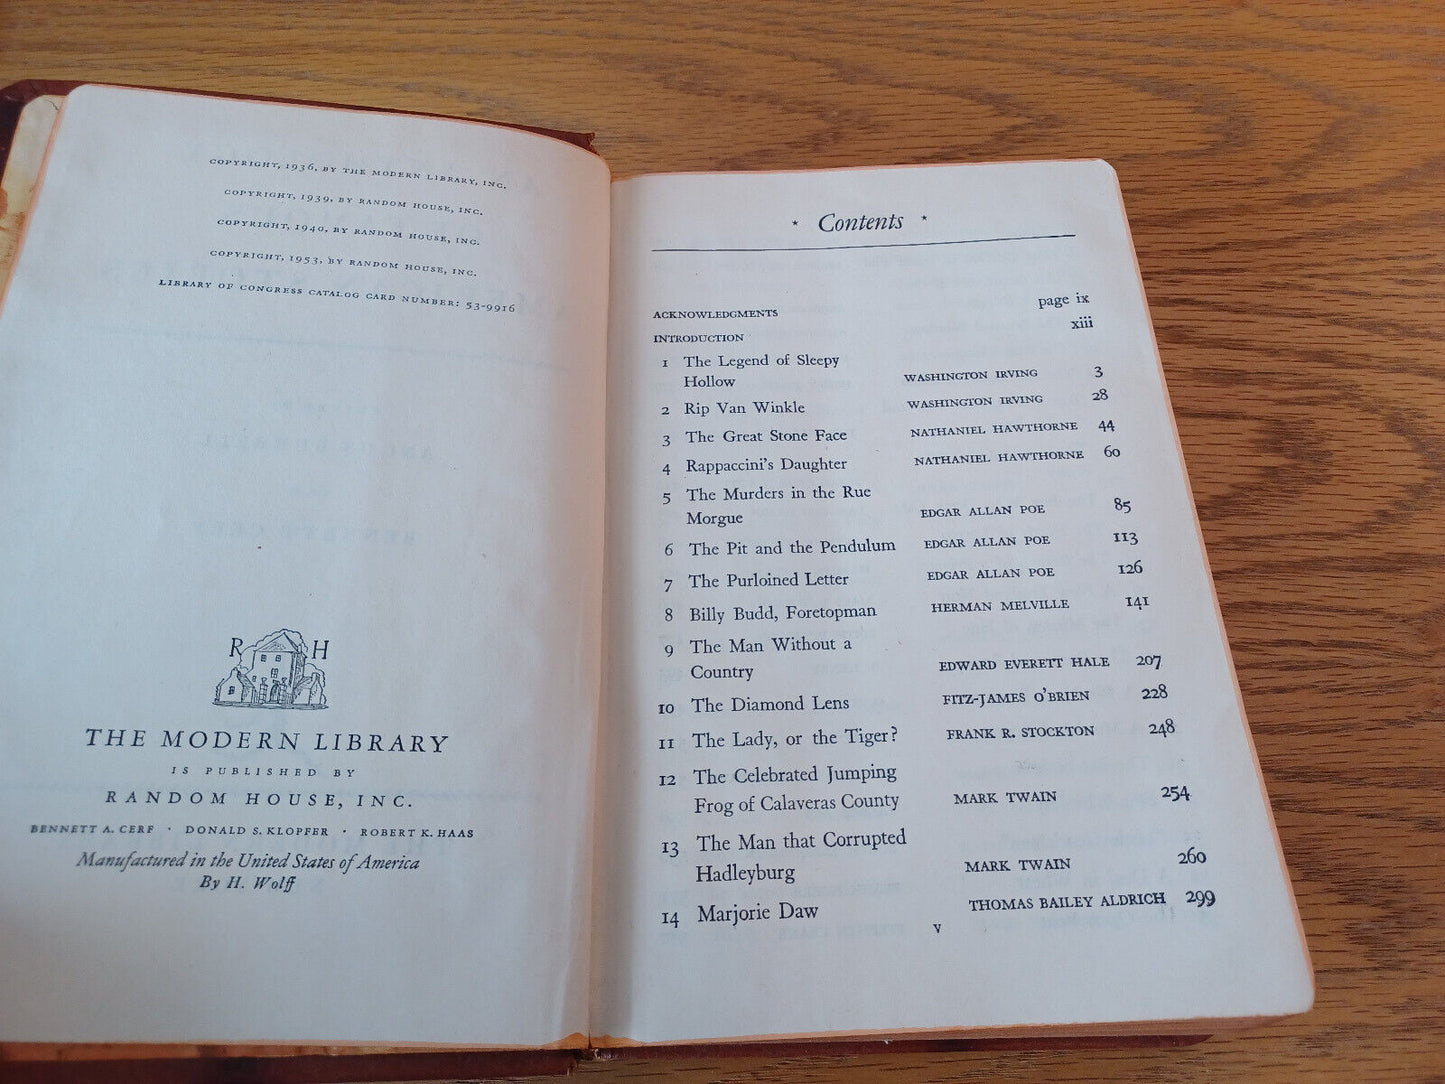 COPYRIGHT, 1936, BY THE MODERN LIBRARY, INC.
COPYRIGHT, 1939, BY RANDOM HOUSE, INC.
COPYRIGHT, 1940, BY RANDOM HOUSE, INC.
COPYRIGHT, 1953, BY RANDOM HOUSE, INC.
LIBRARY OF CONGRESS CATALOG CARD NUMBER: 53-9916
R H
THE MODERN LIBRARY
IS PUBLISHED BY
RANDOM HOUSE, INC.
BENNETT A. CERF · DONALD S. KLOPFER · ROBERT K. HAAS
Manufactured in the United States of America
By H. Wolff
* Contents *
ACKNOWLEDGMENTS page ix
INTRODUCTION xiii
1 The Legend of Sleepy
Hollow WASHINGTON IRVING 3
2 Rip Van Winkle WASHINGTON IRVING 28
3 The Great Stone Face NATHANIEL HAWTHORNE 44
4 Rappaccini's Daughter NATHANIEL HAWTHORNE 60
5 The Murders in the Rue
Morgue EDGAR ALLAN POE 85
6 The Pit and the Pendulum EDGAR ALLAN POE 113
7 The Purloined Letter EDGAR ALLAN POE 126
8 Billy Budd, Foretopman HERMAN MELVILLE 141
9 The Man Without a
Country EDWARD EVERETT HALE 207
10 The Diamond Lens FITZ-JAMES O'BRIEN 228
11 The Lady, or the Tiger? FRANK R. STOCKTON 248
12 The Celebrated Jumping
Frog of Calaveras County MARK TWAIN 254
13 The Man that Corrupted
Hadleyburg MARK TWAIN 260
14 Marjorie Daw THOMAS BAILEY ALDRICH 299
v